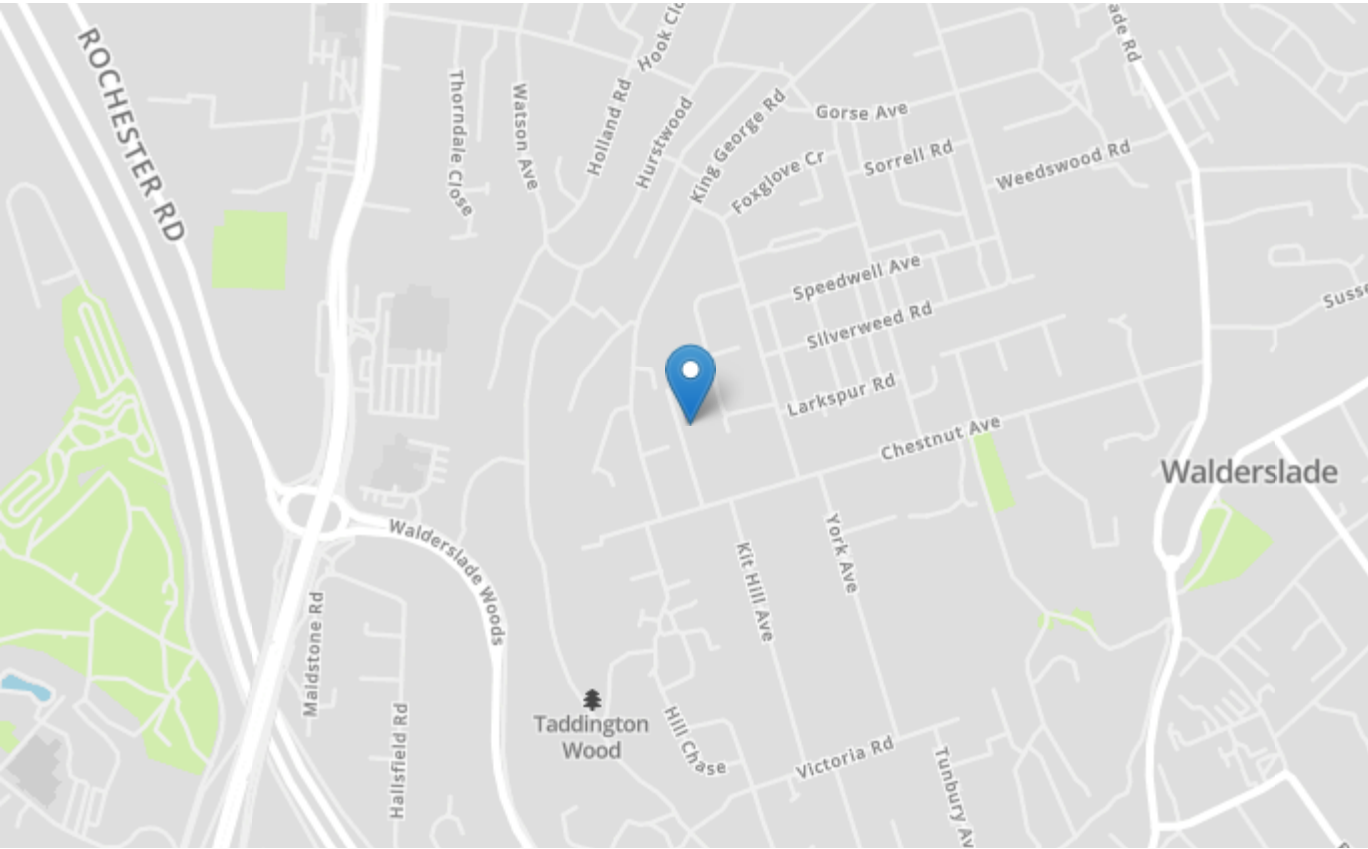 ROCHESTER RD
Thorndale Close
Watson Ave
Holland Rd
Hook Clo
Hurstwood
King George Rd
Gorse Ave
Foxglove Cr
Sorrell Rd
Weedswood Rd
ade Rd
Speedwell Ave
Silverweed Rd
Susse
Larkspur Rd
Chestnut Ave
Walderslade
Walderslade Woods
York Ave
Kit Hill Ave
Maidstone Rd
Hallsfield Rd
Taddington
Wood
Hill Chase
Victoria Rd
Tunbury Av